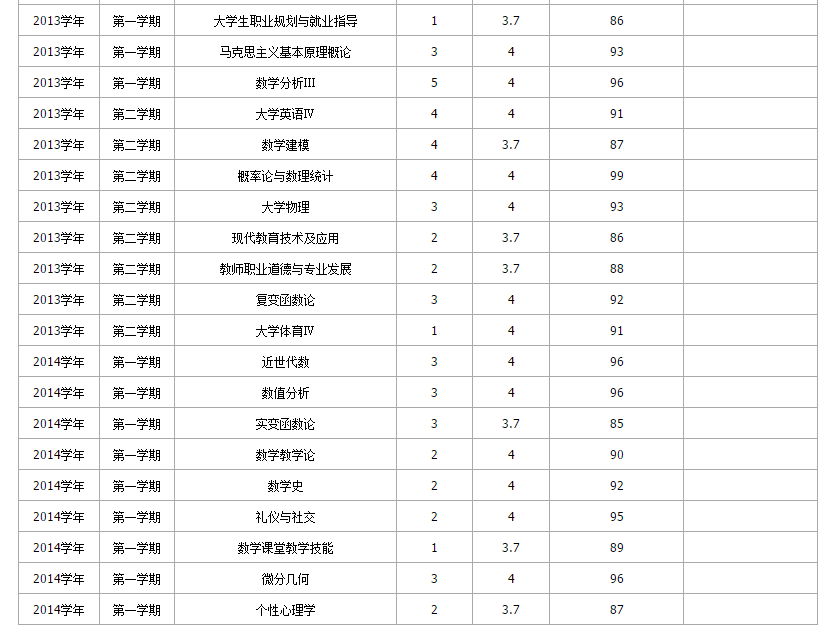 2013学年 第一学期 大学生职业规划与就业指导 1 3.7 86
2013学年 第一学期 马克思主义基本原理概论 3 4 93
2013学年 第一学期 数学分析III 5 4 96
2013学年 第二学期 大学英语Ⅳ 4 4 91
2013学年 第二学期 数学建模 4 3.7 87
2013学年 第二学期 概率论与数理统计 4 4 99
2013学年 第二学期 大学物理 3 4 93
2013学年 第二学期 现代教育技术及应用 2 3.7 86
2013学年 第二学期 教师职业道德与专业发展 2 3.7 88
2013学年 第二学期 复变函数论 3 4 92
2013学年 第二学期 大学体育Ⅳ 1 4 91
2014学年 第一学期 近世代数 3 4 96
2014学年 第一学期 数值分析 3 4 96
2014学年 第一学期 实变函数论 3 3.7 85
2014学年 第一学期 数学教学论 2 4 90
2014学年 第一学期 数学史 2 4 92
2014学年 第一学期 礼仪与社交 2 4 95
2014学年 第一学期 数学课堂教学技能 1 3.7 89
2014学年 第一学期 微分几何 3 4 96
2014学年 第一学期 个性心理学 2 3.7 87